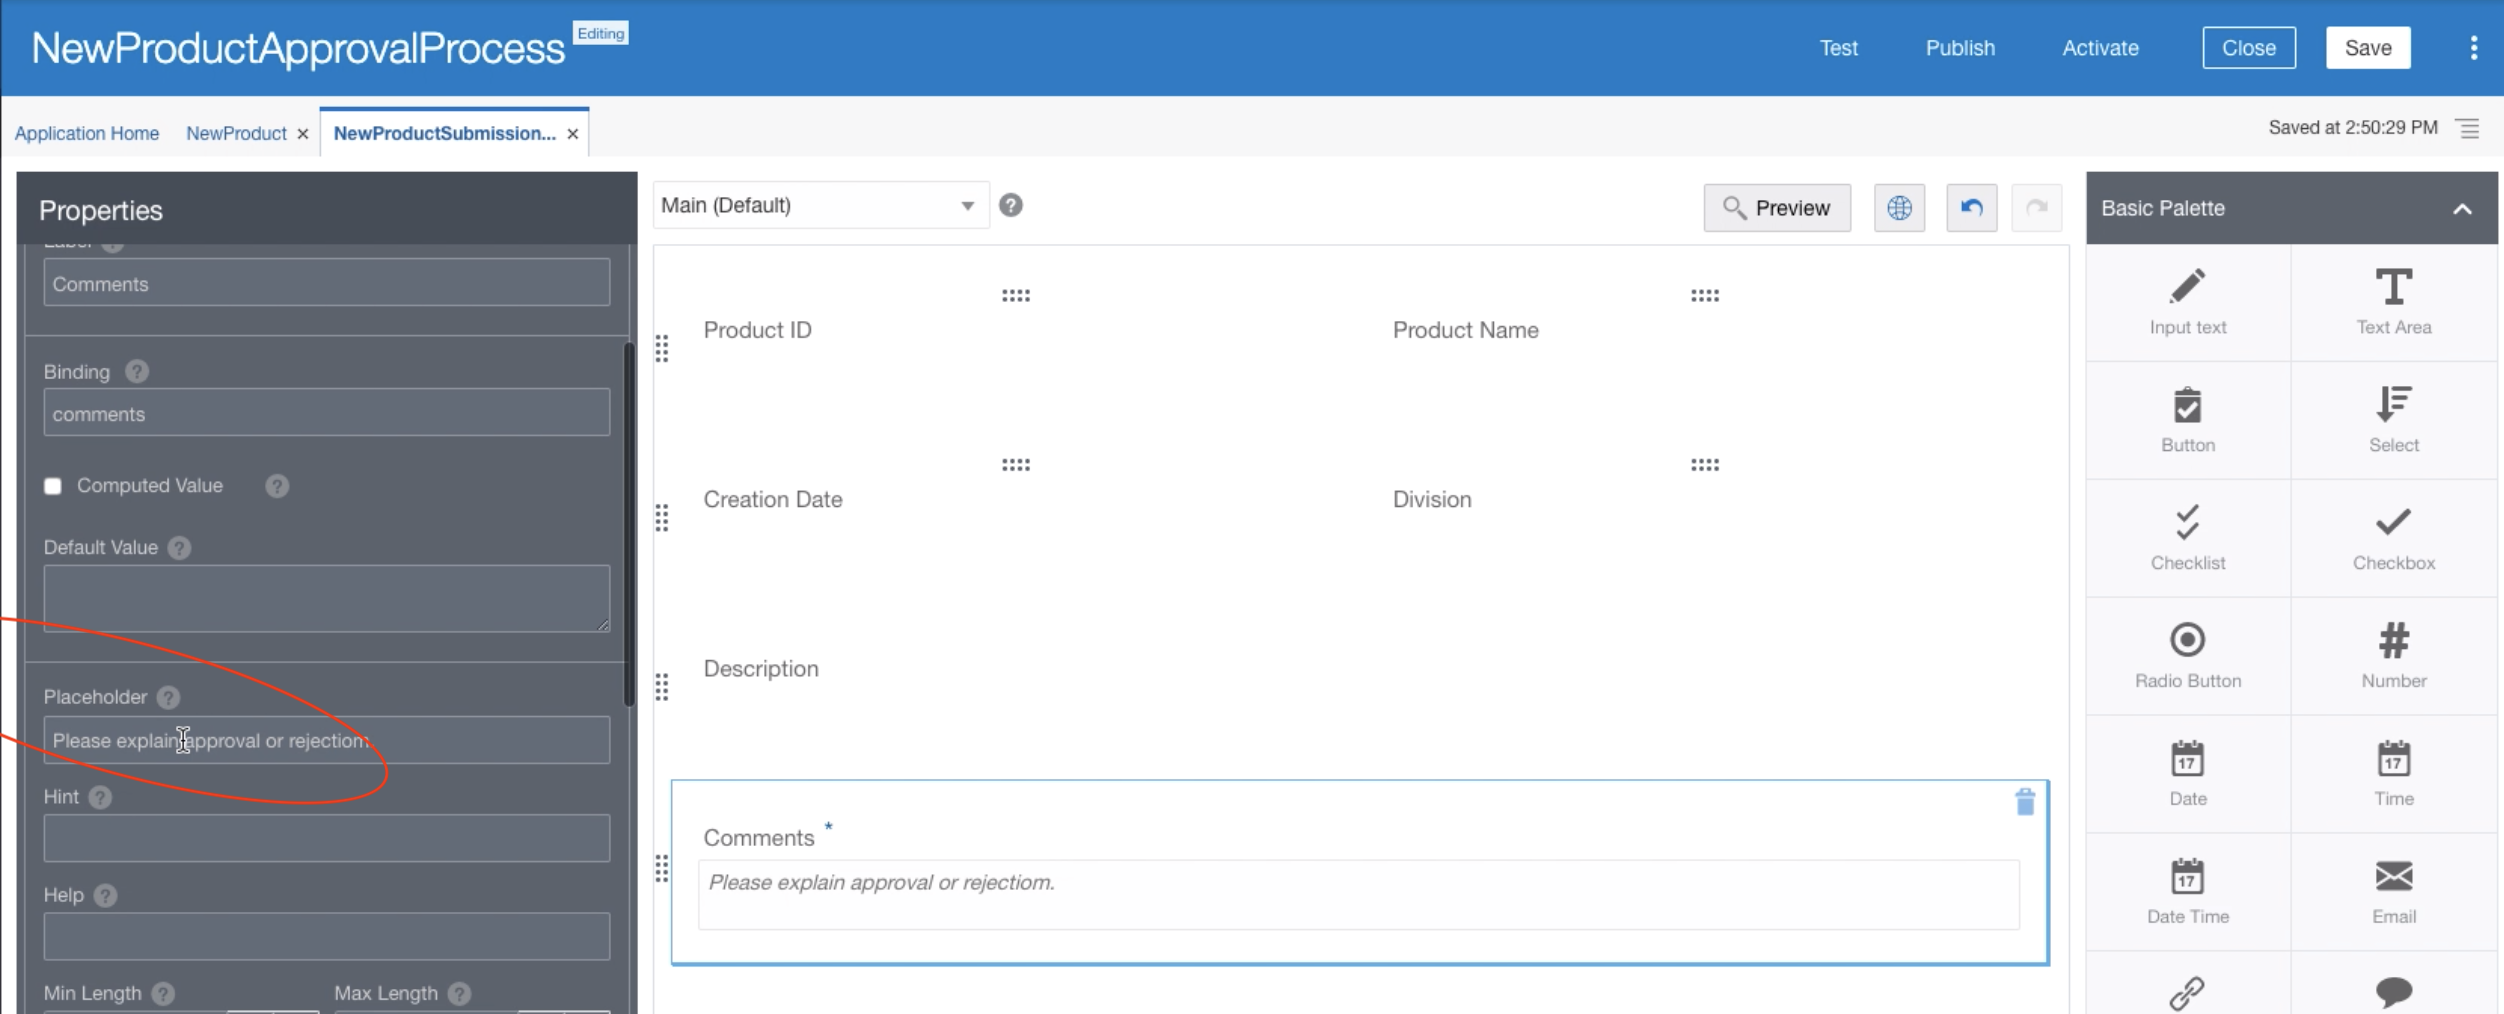 NewProductApprovalProcess Editing
Test Publish Activate Close Save
Application Home NewProduct × NewProductSubmission... ×
Saved at 2:50:29 PM
Properties
Label ?
Comments
Binding ?
comments
Computed Value ?
Default Value ?
Placeholder ?
Please explain approval or rejectiom.
Hint ?
Help ?
Min Length ? Max Length ?
Main (Default) ?
Preview
Product ID Product Name
Creation Date Division
Description
Comments *
Please explain approval or rejectiom.
Basic Palette
Input text Text Area
Button Select
Checklist Checkbox
Radio Button Number
17 17
Date Time
17
Date Time Email